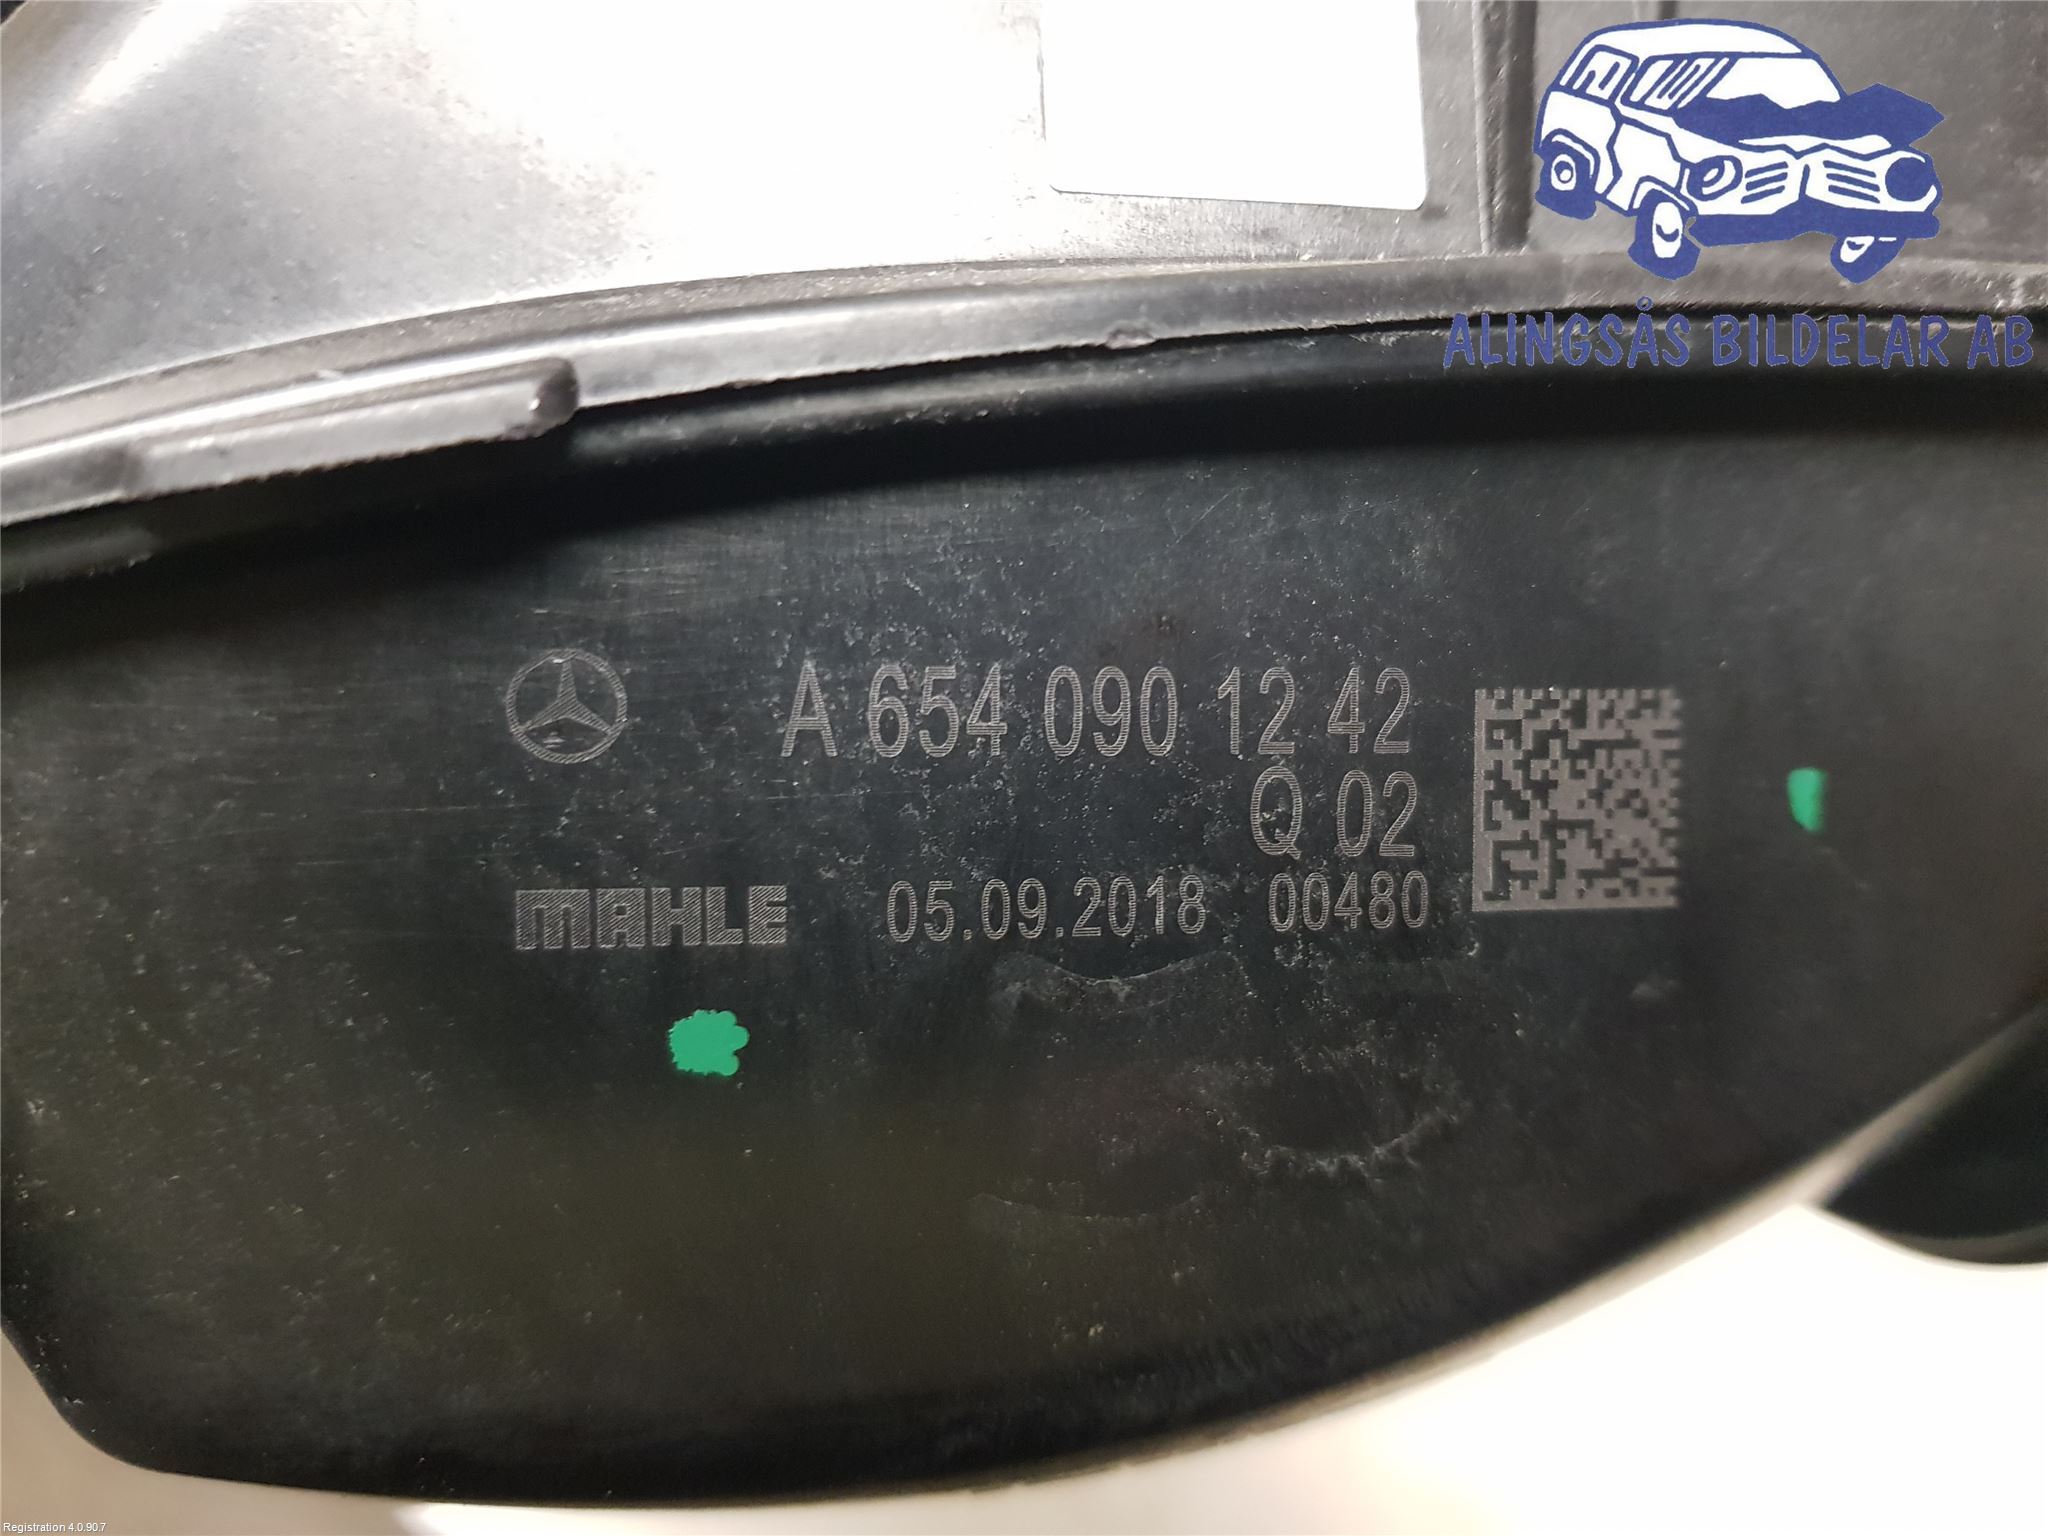 ALINGSÅS BILDELAR AB
A 654 090 12 42
Q 02
MAHLE 05.09.2018 00480
Registration 4.0.90.7